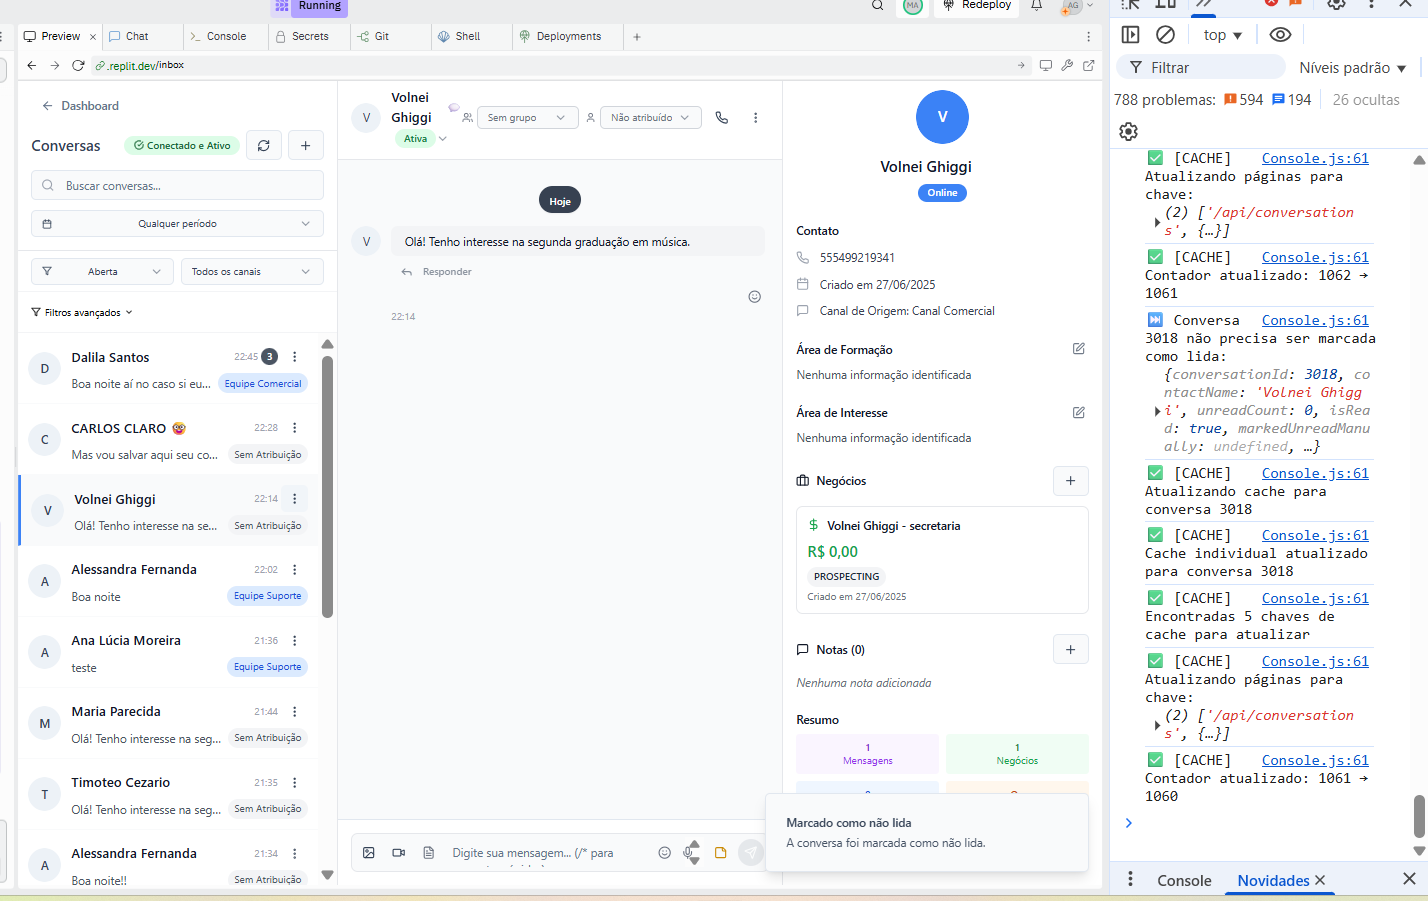 Running
MA
Redeploy
AG
Preview
Chat
Console
Secrets
Git
Shell
Deployments
.replit.dev/inbox
Dashboard
Conversas
Conectado e Ativo
Buscar conversas...
Qualquer período
Aberta
Todos os canais
Filtros avançados
D
Dalila Santos
22:45
3
Boa noite aí no caso si eu...
Equipe Comercial
C
CARLOS CLARO 🤓
22:28
Mas vou salvar aqui seu co...
Sem Atribuição
V
Volnei Ghiggi
22:14
Olá! Tenho interesse na se...
Sem Atribuição
A
Alessandra Fernanda
22:02
Boa noite
Equipe Suporte
A
Ana Lúcia Moreira
21:36
teste
Equipe Suporte
M
Maria Parecida
21:44
Olá! Tenho interesse na seg...
Sem Atribuição
T
Timoteo Cezario
21:35
Olá! Tenho interesse na seg...
Sem Atribuição
A
Alessandra Fernanda
21:34
Boa noite!!
Sem Atribuição
V
Volnei
Ghiggi
Ativa
Sem grupo
Não atribuído
Hoje
V
Olá! Tenho interesse na segunda graduação em música.
Responder
22:14
Digite sua mensagem... (/* para
V
Volnei Ghiggi
Online
Contato
555499219341
Criado em 27/06/2025
Canal de Origem: Canal Comercial
Área de Formação
Nenhuma informação identificada
Área de Interesse
Nenhuma informação identificada
Negócios
Volnei Ghiggi - secretaria
R$ 0,00
PROSPECTING
Criado em 27/06/2025
Notas (0)
Nenhuma nota adicionada
Resumo
1
Mensagens
1
Negócios
Marcado como não lida
A conversa foi marcada como não lida.
top
Filtrar
Níveis padrão
788 problemas: 594 194
26 ocultas
✅ [CACHE] Console.js:61
Atualizando páginas para
chave:
(2) ['/api/conversation
s', {…}]
✅ [CACHE] Console.js:61
Contador atualizado: 1062 →
1061
⏭️ Conversa Console.js:61
3018 não precisa ser marcada
como lida:
{conversationId: 3018, co
ntactName: 'Volnei Ghigg
i', unreadCount: 0, isRea
d: true, markedUnreadManu
ally: undefined, …}
✅ [CACHE] Console.js:61
Atualizando cache para
conversa 3018
✅ [CACHE] Console.js:61
Cache individual atualizado
para conversa 3018
✅ [CACHE] Console.js:61
Encontradas 5 chaves de
cache para atualizar
✅ [CACHE] Console.js:61
Atualizando páginas para
chave:
(2) ['/api/conversation
s', {…}]
✅ [CACHE] Console.js:61
Contador atualizado: 1061 →
1060
Console
Novidades